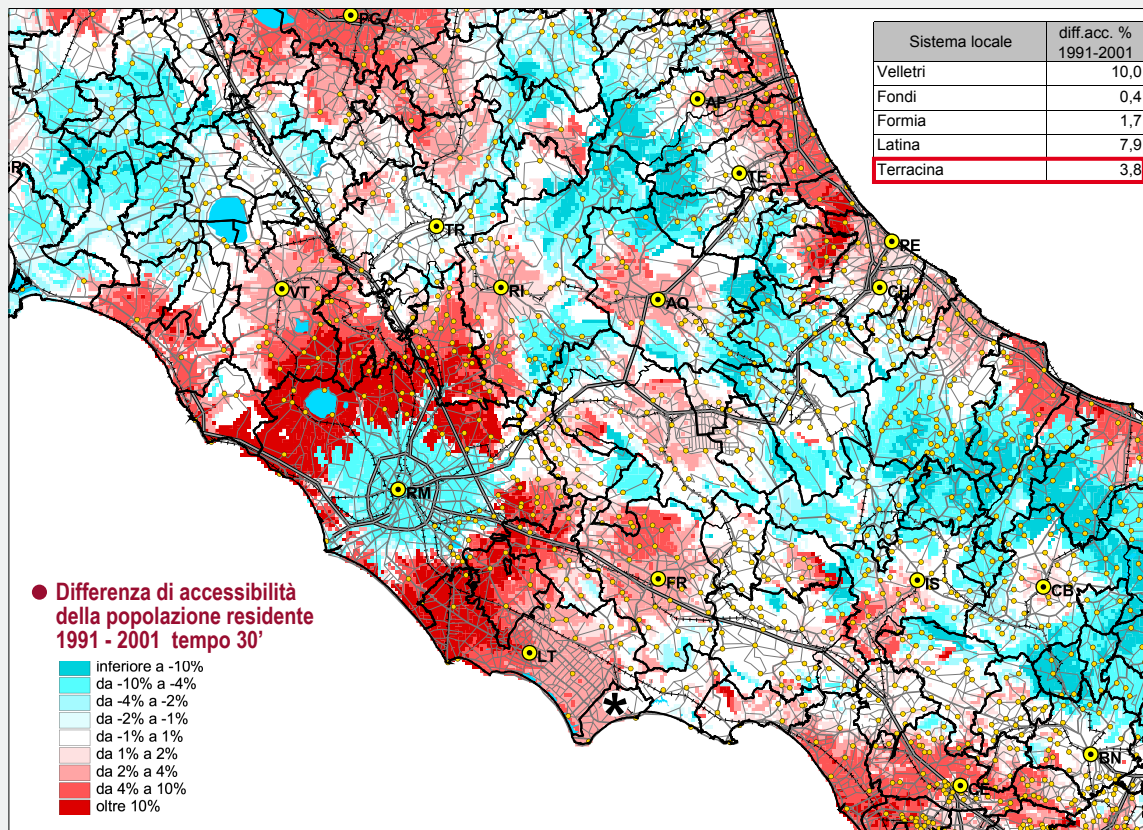 Sistema locale diff.acc. % 1991-2001
Velletri 10,0
Fondi 0,4
Formia 1,7
Latina 7,9
Terracina 3,8
PG
AP
TE
TR
PE
VT
RI
AQ
CH
RM
FR
IS
CB
LT
*
BN
CE
● Differenza di accessibilità
della popolazione residente
1991 - 2001 tempo 30'
inferiore a -10%
da -10% a -4%
da -4% a -2%
da -2% a -1%
da -1% a 1%
da 1% a 2%
da 2% a 4%
da 4% a 10%
oltre 10%